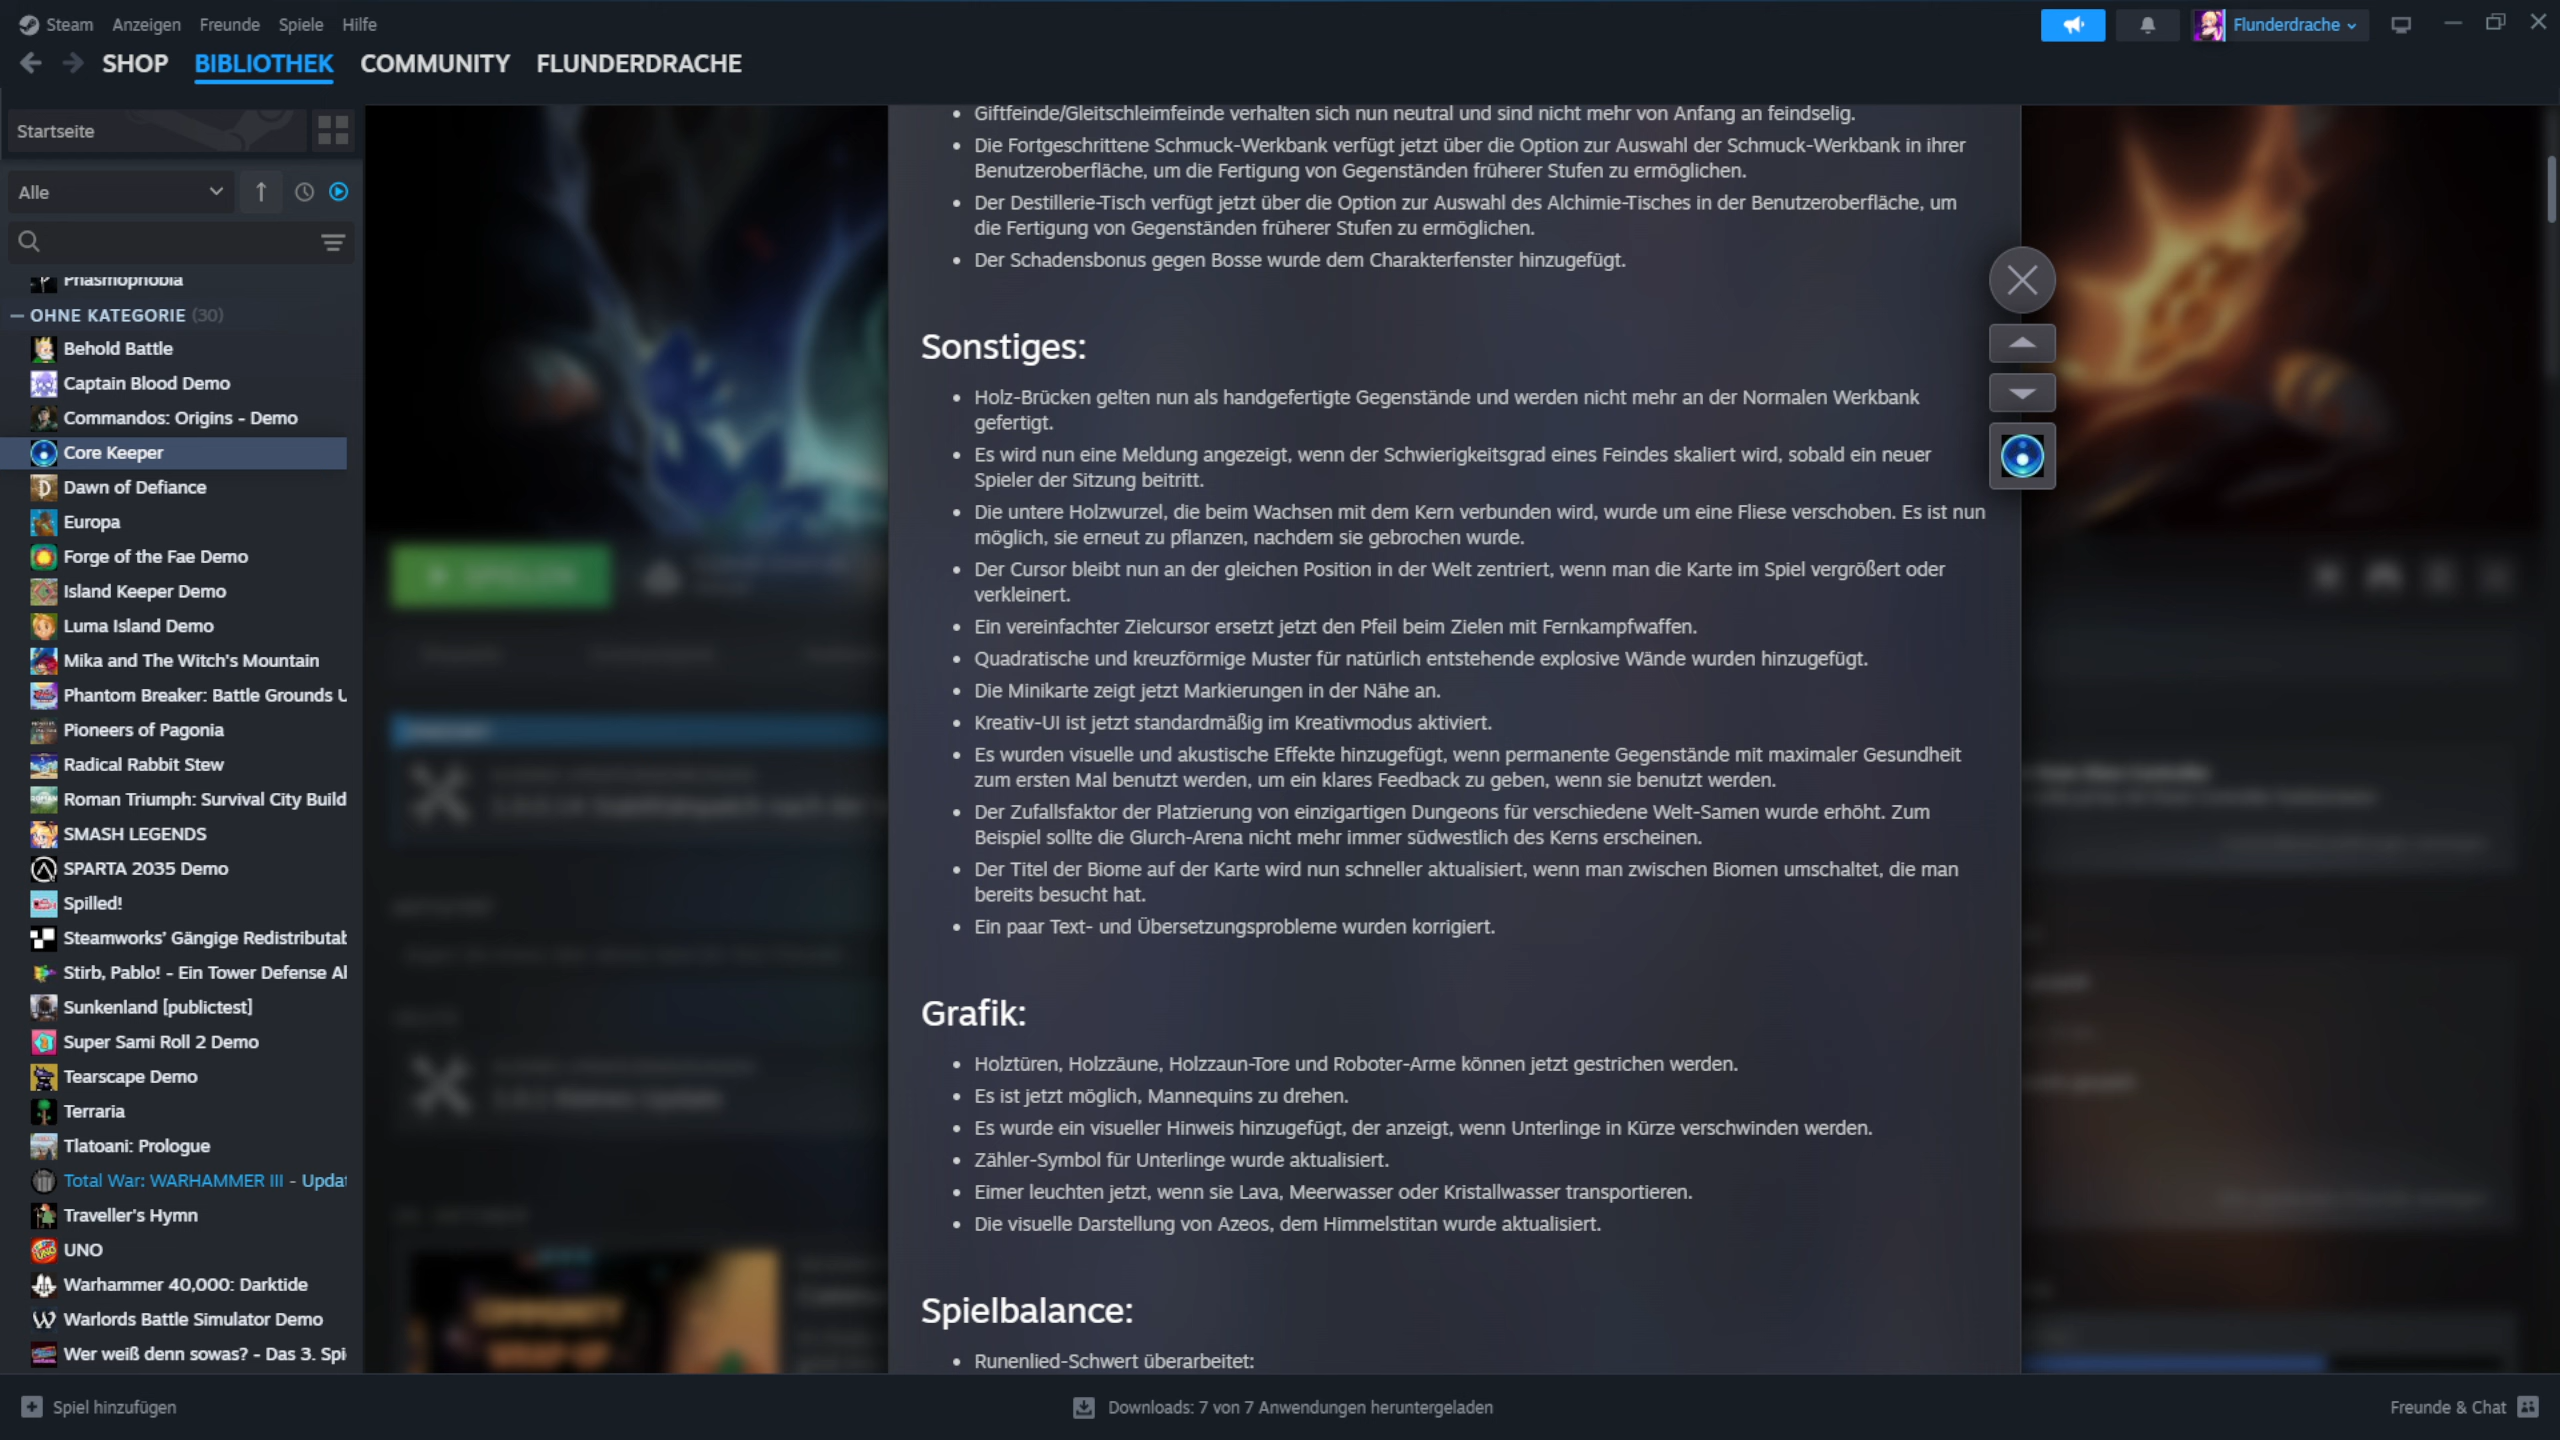 Steam Anzeigen Freunde Spiele Hilfe
Flunderdrache
SHOP BIBLIOTHEK COMMUNITY FLUNDERDRACHE
Startseite
Alle
Phasmophobia
— OHNE KATEGORIE (30)
Behold Battle
Captain Blood Demo
Commandos: Origins - Demo
Core Keeper
Dawn of Defiance
Europa
Forge of the Fae Demo
Island Keeper Demo
Luma Island Demo
Mika and The Witch's Mountain
Phantom Breaker: Battle Grounds U
Pioneers of Pagonia
Radical Rabbit Stew
Roman Triumph: Survival City Build
SMASH LEGENDS
SPARTA 2035 Demo
Spilled!
Steamworks' Gängige Redistributab
Stirb, Pablo! - Ein Tower Defense Al
Sunkenland [publictest]
Super Sami Roll 2 Demo
Tearscape Demo
Terraria
Tlatoani: Prologue
Total War: WARHAMMER III - Updat
Traveller's Hymn
UNO
Warhammer 40,000: Darktide
Warlords Battle Simulator Demo
Wer weiß denn sowas? - Das 3. Spi
• Giftfeinde/Gleitschleimfeinde verhalten sich nun neutral und sind nicht mehr von Anfang an feindselig.
• Die Fortgeschrittene Schmuck-Werkbank verfügt jetzt über die Option zur Auswahl der Schmuck-Werkbank in ihrer
Benutzeroberfläche, um die Fertigung von Gegenständen früherer Stufen zu ermöglichen.
• Der Destillerie-Tisch verfügt jetzt über die Option zur Auswahl des Alchimie-Tisches in der Benutzeroberfläche, um
die Fertigung von Gegenständen früherer Stufen zu ermöglichen.
• Der Schadensbonus gegen Bosse wurde dem Charakterfenster hinzugefügt.
Sonstiges:
• Holz-Brücken gelten nun als handgefertigte Gegenstände und werden nicht mehr an der Normalen Werkbank
gefertigt.
• Es wird nun eine Meldung angezeigt, wenn der Schwierigkeitsgrad eines Feindes skaliert wird, sobald ein neuer
Spieler der Sitzung beitritt.
• Die untere Holzwurzel, die beim Wachsen mit dem Kern verbunden wird, wurde um eine Fliese verschoben. Es ist nun
möglich, sie erneut zu pflanzen, nachdem sie gebrochen wurde.
• Der Cursor bleibt nun an der gleichen Position in der Welt zentriert, wenn man die Karte im Spiel vergrößert oder
verkleinert.
• Ein vereinfachter Zielcursor ersetzt jetzt den Pfeil beim Zielen mit Fernkampfwaffen.
• Quadratische und kreuzförmige Muster für natürlich entstehende explosive Wände wurden hinzugefügt.
• Die Minikarte zeigt jetzt Markierungen in der Nähe an.
• Kreativ-UI ist jetzt standardmäßig im Kreativmodus aktiviert.
• Es wurden visuelle und akustische Effekte hinzugefügt, wenn permanente Gegenstände mit maximaler Gesundheit
zum ersten Mal benutzt werden, um ein klares Feedback zu geben, wenn sie benutzt werden.
• Der Zufallsfaktor der Platzierung von einzigartigen Dungeons für verschiedene Welt-Samen wurde erhöht. Zum
Beispiel sollte die Glurch-Arena nicht mehr immer südwestlich des Kerns erscheinen.
• Der Titel der Biome auf der Karte wird nun schneller aktualisiert, wenn man zwischen Biomen umschaltet, die man
bereits besucht hat.
• Ein paar Text- und Übersetzungsprobleme wurden korrigiert.
Grafik:
• Holztüren, Holzzäune, Holzzaun-Tore und Roboter-Arme können jetzt gestrichen werden.
• Es ist jetzt möglich, Mannequins zu drehen.
• Es wurde ein visueller Hinweis hinzugefügt, der anzeigt, wenn Unterlinge in Kürze verschwinden werden.
• Zähler-Symbol für Unterlinge wurde aktualisiert.
• Eimer leuchten jetzt, wenn sie Lava, Meerwasser oder Kristallwasser transportieren.
• Die visuelle Darstellung von Azeos, dem Himmelstitan wurde aktualisiert.
Spielbalance:
• Runenlied-Schwert überarbeitet:
Spiel hinzufügen
Downloads: 7 von 7 Anwendungen heruntergeladen
Freunde & Chat